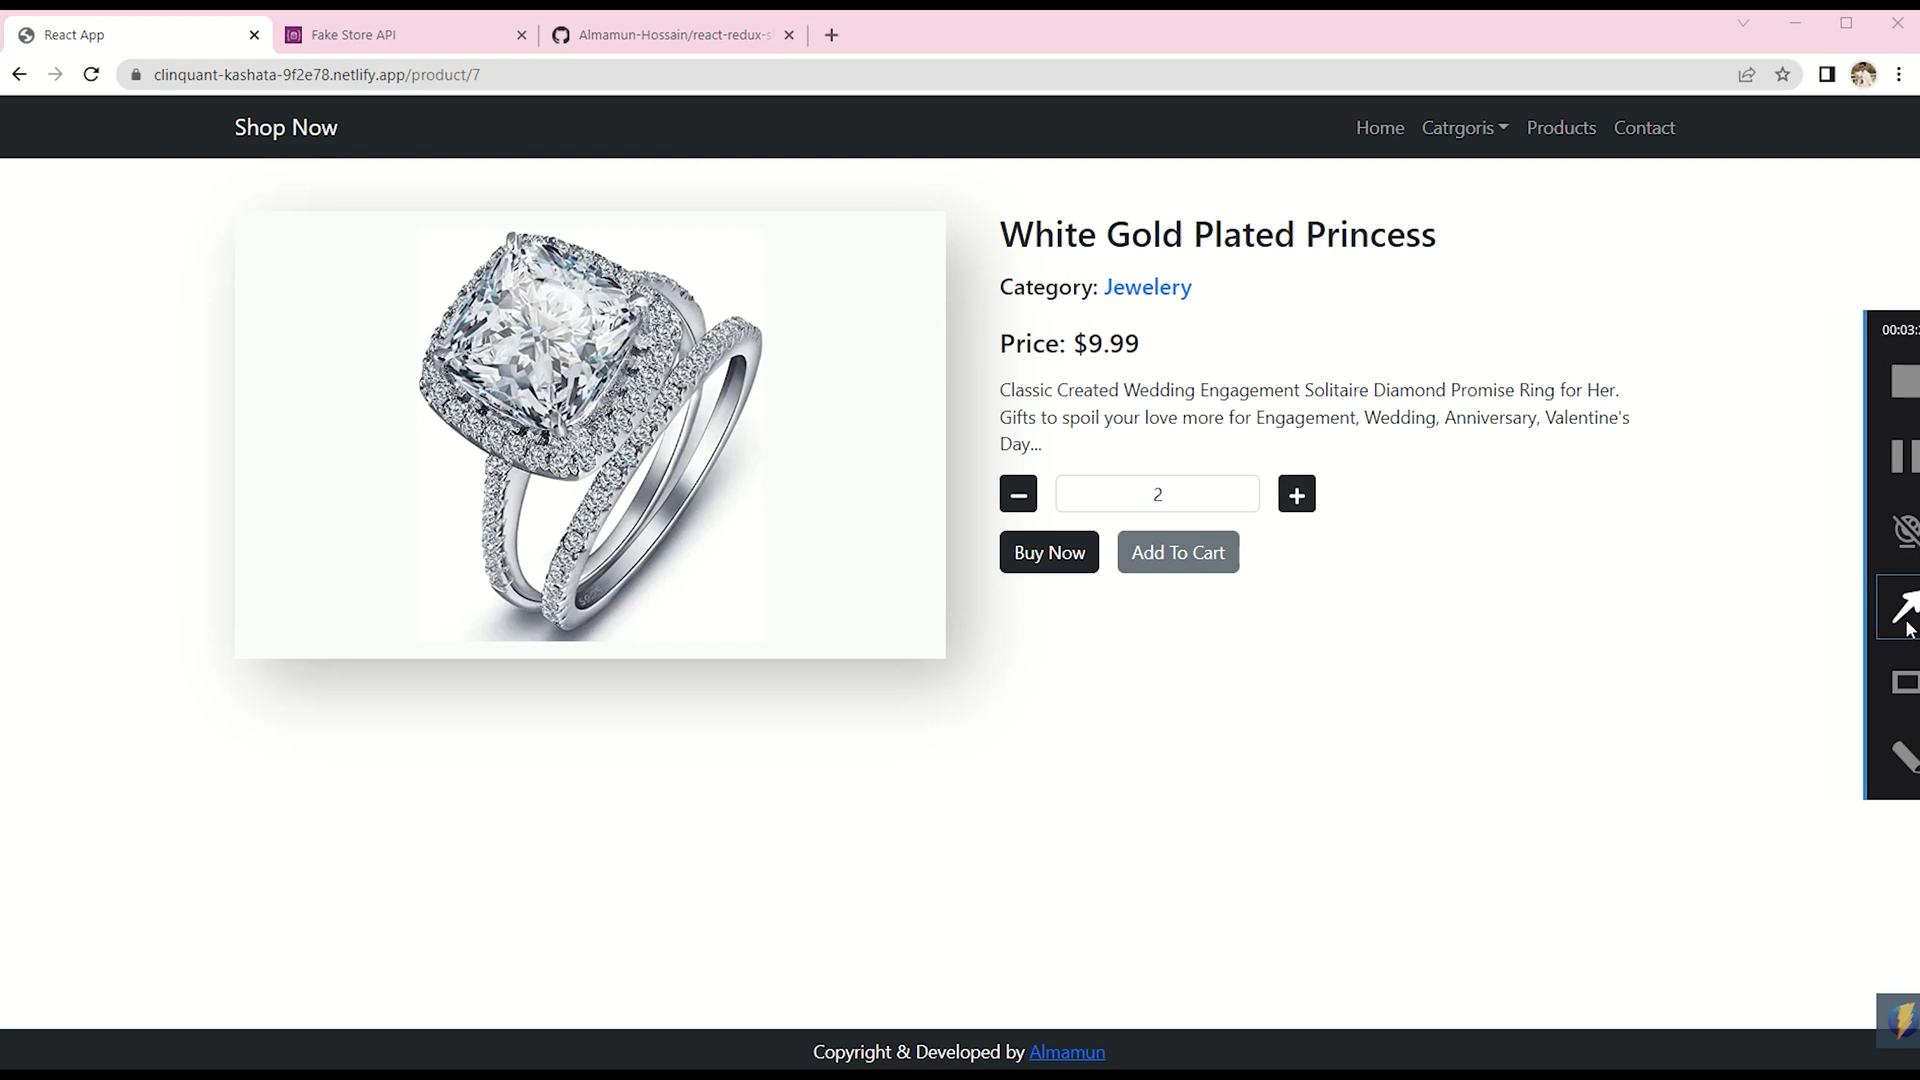 React App
Fake Store API
Almamun-Hossain/react-redux-s
clinquant-kashata-9f2e78.netlify.app/product/7
Shop Now
Home Catrgoris Products Contact
White Gold Plated Princess
Category: Jewelery
Price: $9.99
Classic Created Wedding Engagement Solitaire Diamond Promise Ring for Her.
Gifts to spoil your love more for Engagement, Wedding, Anniversary, Valentine's
Day...
2
Buy Now Add To Cart
00:03:
Copyright & Developed by Almamun